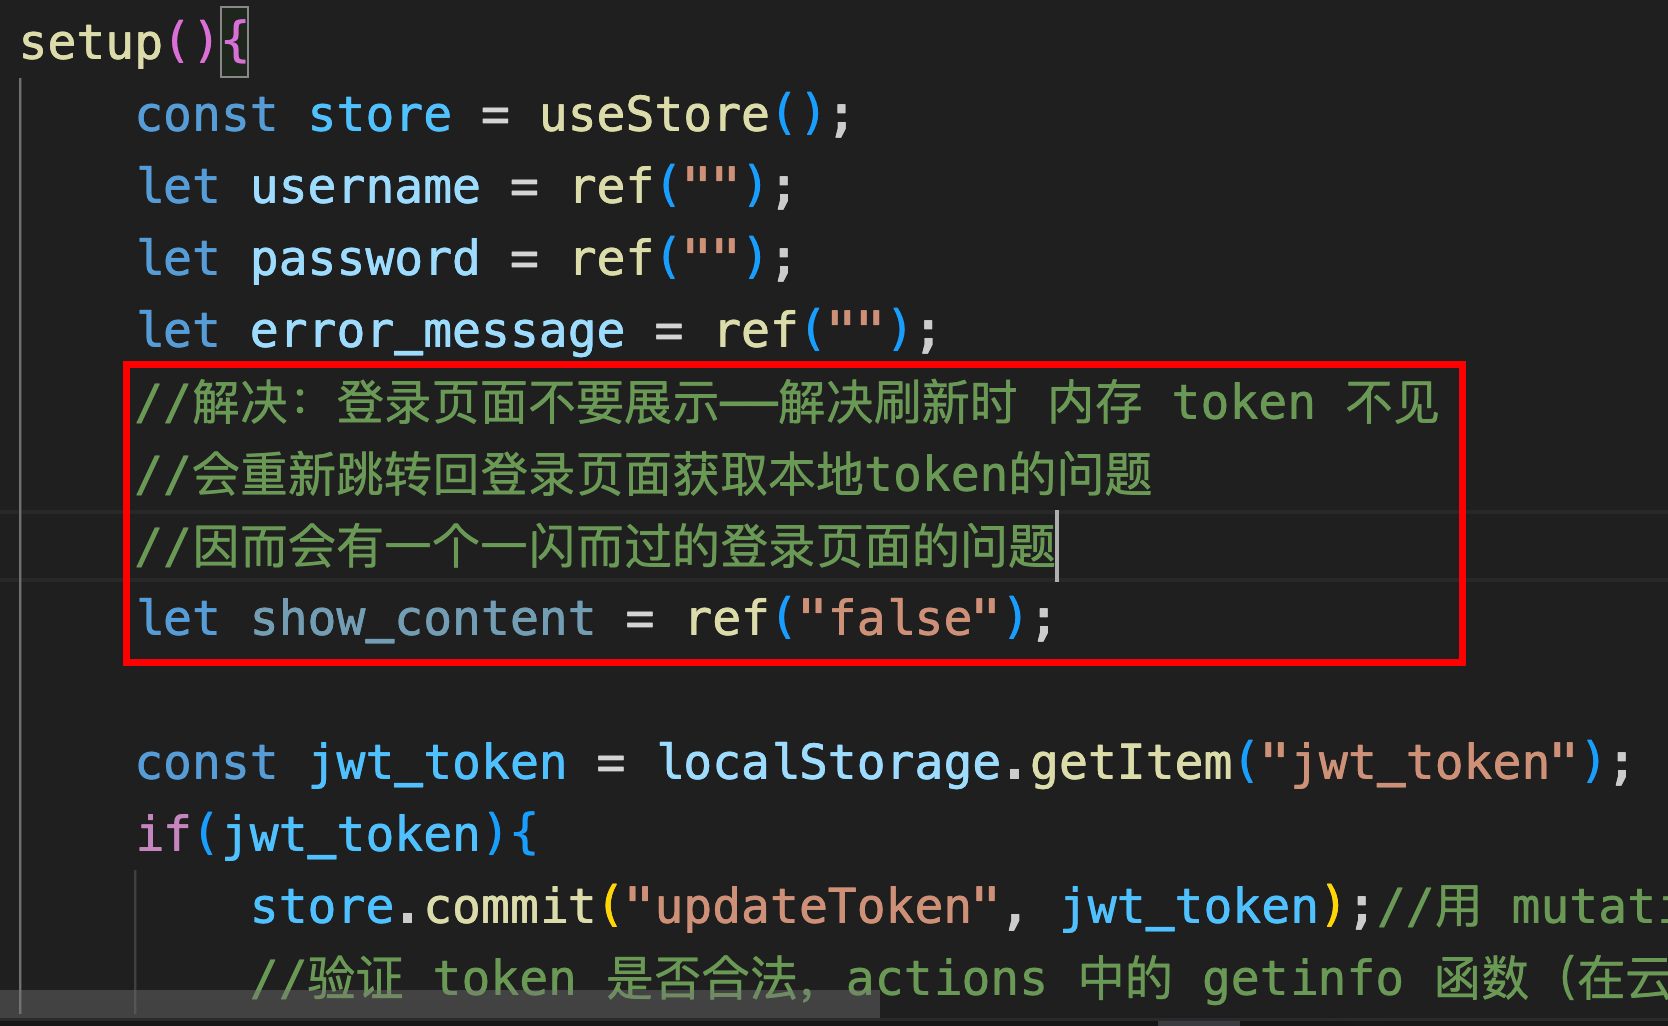 setup(){
const store = useStore();
let username = ref("");
let password = ref("");
let error_message = ref("");
//解决：登录页面不要展示——解决刷新时 内存 token 不见
//会重新跳转回登录页面获取本地token的问题
//因而会有一个一闪而过的登录页面的问题
let show_content = ref("false");
const jwt_token = localStorage.getItem("jwt_token");
if(jwt_token){
store.commit("updateToken", jwt_token);//用 mutati
//验证 token 是否合法，actions 中的 getinfo 函数（在云